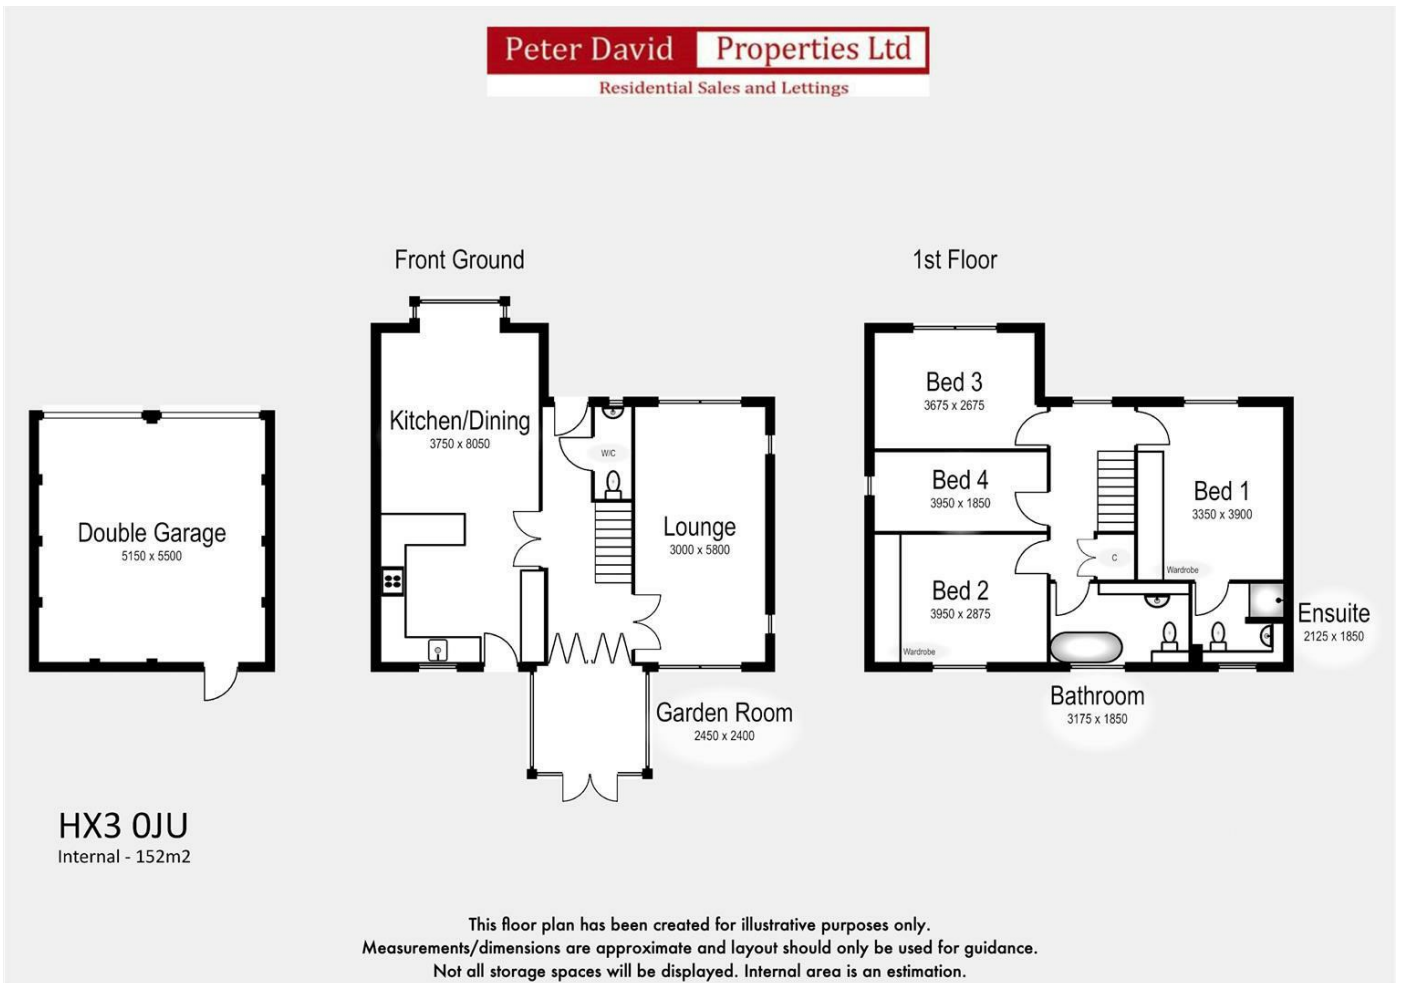 Peter David Properties Ltd
Residential Sales and Lettings
Front Ground
1st Floor
Double Garage
5150 x 5500
Kitchen/Dining
3750 x 8050
W/C
Lounge
3000 x 5800
Garden Room
2450 x 2400
Bed 3
3675 x 2675
Bed 4
3950 x 1850
Bed 2
3950 x 2875
Wardrobe
Bed 1
3350 x 3900
Wardrobe
C
Ensuite
2125 x 1850
Bathroom
3175 x 1850
HX3 0JU
Internal - 152m2
This floor plan has been created for illustrative purposes only.
Measurements/dimensions are approximate and layout should only be used for guidance.
Not all storage spaces will be displayed. Internal area is an estimation.